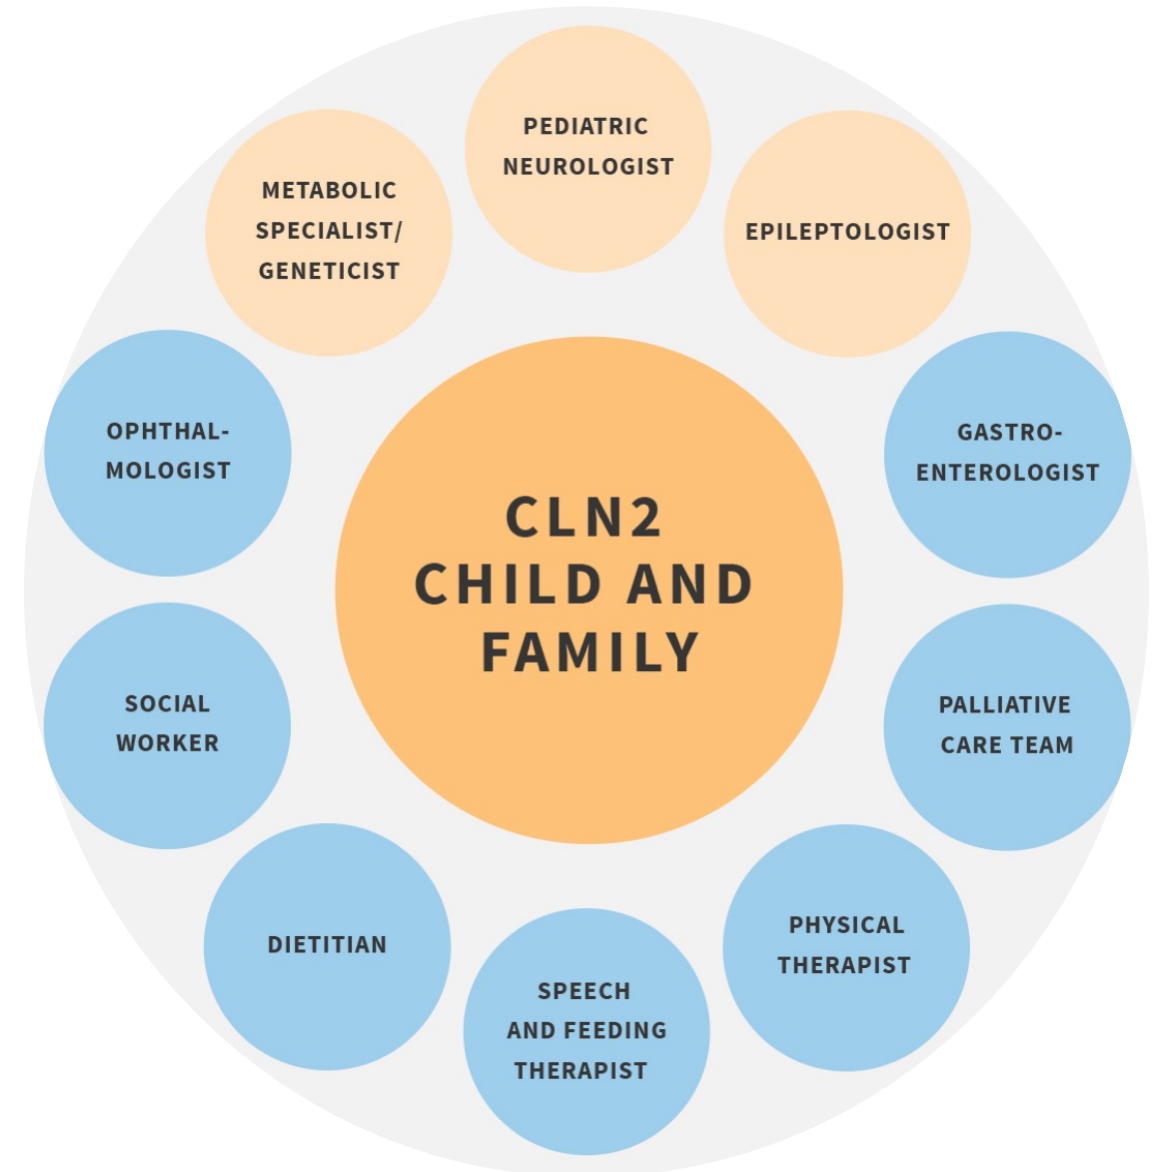 PEDIATRIC
NEUROLOGIST
METABOLIC
SPECIALIST/
GENETICIST
EPILEPTOLOGIST
OPHTHAL-
MOLOGIST
GASTRO-
ENTEROLOGIST
CLN2
CHILD AND
FAMILY
SOCIAL
WORKER
PALLIATIVE
CARE TEAM
DIETITIAN
PHYSICAL
THERAPIST
SPEECH
AND FEEDING
THERAPIST